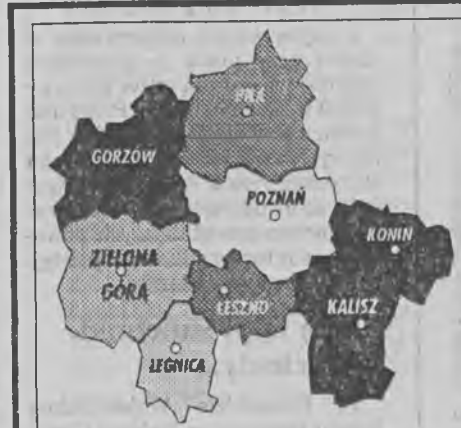 PIŁA
GORZÓW
POZNAŃ
KONIN
ZIELONA
GÓRA
LESZNO
KALISZ
LEGNICA